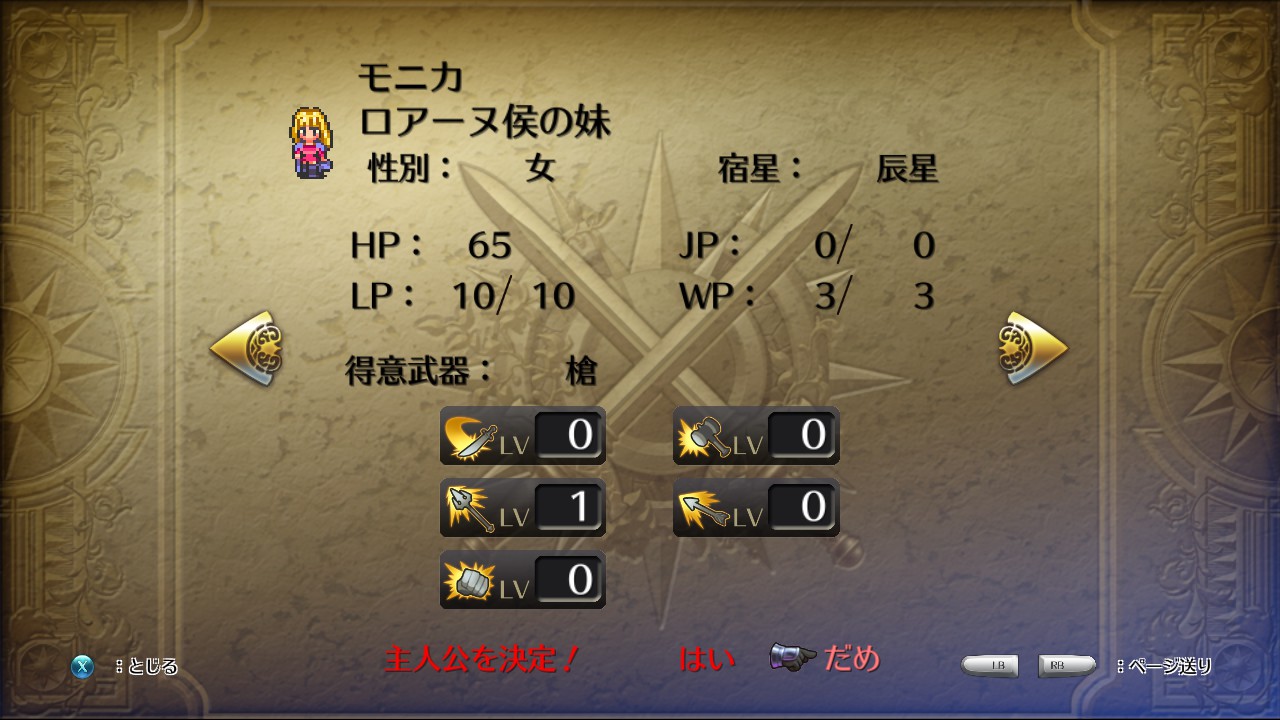 モニカ
ロアーヌ侯の妹
性別: 女 宿星: 辰星
HP: 65 JP: 0/ 0
LP: 10/ 10 WP: 3/ 3
得意武器: 槍
LV 0 LV 0
LV 1 LV 0
LV 0
主人公を決定! はい だめ
X :とじる LB RB :ページ送り